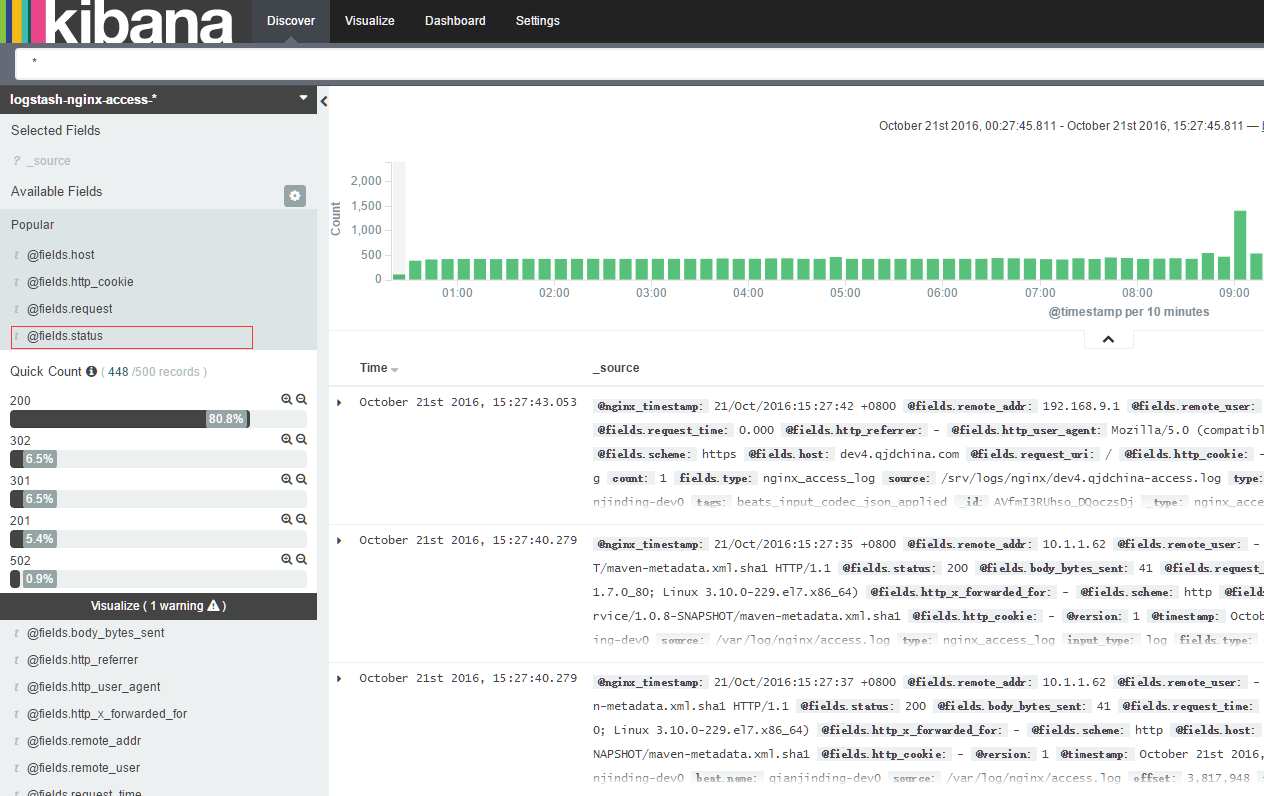 kibana
Discover Visualize Dashboard Settings
*
logstash-nginx-access-*
Selected Fields
? _source
Available Fields
Popular
t @fields.host
t @fields.http_cookie
t @fields.request
t @fields.status
Quick Count ( 448 /500 records )
200
80.8%
302
6.5%
301
6.5%
201
5.4%
502
0.9%
Visualize ( 1 warning )
t @fields.body_bytes_sent
t @fields.http_referrer
t @fields.http_user_agent
t @fields.http_x_forwarded_for
t @fields.remote_addr
t @fields.remote_user
t @fields.request_time
October 21st 2016, 00:27:45.811 - October 21st 2016, 15:27:45.811 —
Count
2,000
1,500
1,000
500
0
01:00 02:00 03:00 04:00 05:00 06:00 07:00 08:00 09:00
@timestamp per 10 minutes
Time _source
October 21st 2016, 15:27:43.053
@nginx_timestamp: 21/Oct/2016:15:27:42 +0800 @fields.remote_addr: 192.168.9.1 @fields.remote_user:
@fields.request_time: 0.000 @fields.http_referrer: - @fields.http_user_agent: Mozilla/5.0 (compatibl
@fields.scheme: https @fields.host: dev4.qjdchina.com @fields.request_uri: / @fields.http_cookie: -
g count: 1 fields.type: nginx_access_log source: /srv/logs/nginx/dev4.qjdchina-access.log type:
njinding-dev0 tags: beats_input_codec_json_applied _id: AVfmI3RUhso_DQoczsDj _type: nginx_acce
October 21st 2016, 15:27:40.279
@nginx_timestamp: 21/Oct/2016:15:27:35 +0800 @fields.remote_addr: 10.1.1.62 @fields.remote_user: -
T/maven-metadata.xml.sha1 HTTP/1.1 @fields.status: 200 @fields.body_bytes_sent: 41 @fields.request_
1.7.0_80; Linux 3.10.0-229.el7.x86_64) @fields.http_x_forwarded_for: - @fields.scheme: http @fields
rvice/1.0.8-SNAPSHOT/maven-metadata.xml.sha1 @fields.http_cookie: - @version: 1 @timestamp: Octob
ing-dev0 source: /var/log/nginx/access.log type: nginx_access_log input_type: log fields.type:
October 21st 2016, 15:27:40.279
@nginx_timestamp: 21/Oct/2016:15:27:37 +0800 @fields.remote_addr: 10.1.1.62 @fields.remote_user: -
n-metadata.xml.sha1 HTTP/1.1 @fields.status: 200 @fields.body_bytes_sent: 41 @fields.request_time:
0; Linux 3.10.0-229.el7.x86_64) @fields.http_x_forwarded_for: - @fields.scheme: http @fields.host:
NAPSHOT/maven-metadata.xml.sha1 @fields.http_cookie: - @version: 1 @timestamp: October 21st 2016,
njinding-dev0 beat.name: qianjinding-dev0 source: /var/log/nginx/access.log offset: 3,817,948